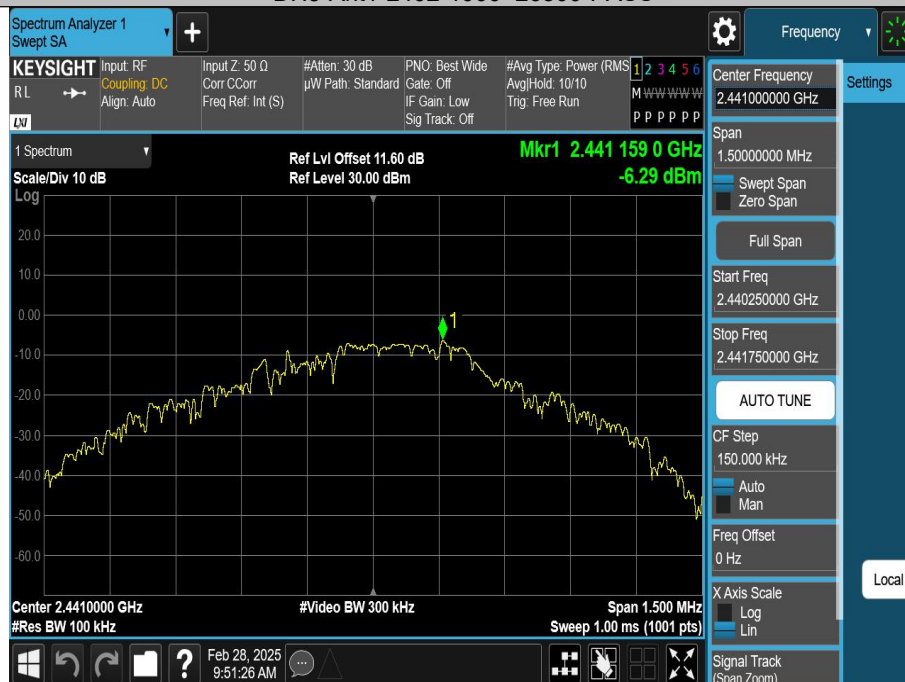 Spectrum Analyzer 1
Swept SA
+
Frequency
KEYSIGHT
RL
LXI
Input: RF
Coupling: DC
Align: Auto
Input Z: 50 Ω
Corr CCorr
Freq Ref: Int (S)
#Atten: 30 dB
µW Path: Standard
PNO: Best Wide
Gate: Off
IF Gain: Low
Sig Track: Off
#Avg Type: Power (RMS
Avg|Hold: 10/10
Trig: Free Run
1 2 3 4 5 6
M W W W W W
P P P P P P
1 Spectrum
Scale/Div 10 dB
Log
Ref Lvl Offset 11.60 dB
Ref Level 30.00 dBm
Mkr1 2.441 159 0 GHz
-6.29 dBm
20.0
10.0
0.00
-10.0
-20.0
-30.0
-40.0
-50.0
-60.0
1
Center 2.4410000 GHz
#Res BW 100 kHz
#Video BW 300 kHz
Span 1.500 MHz
Sweep 1.00 ms (1001 pts)
?
Feb 28, 2025
9:51:26 AM
Center Frequency
2.441000000 GHz
Span
1.50000000 MHz
Swept Span
Zero Span
Full Span
Start Freq
2.440250000 GHz
Stop Freq
2.441750000 GHz
AUTO TUNE
CF Step
150.000 kHz
Auto
Man
Freq Offset
0 Hz
X Axis Scale
Log
Lin
Signal Track
(Span Zoom)
Settings
Local